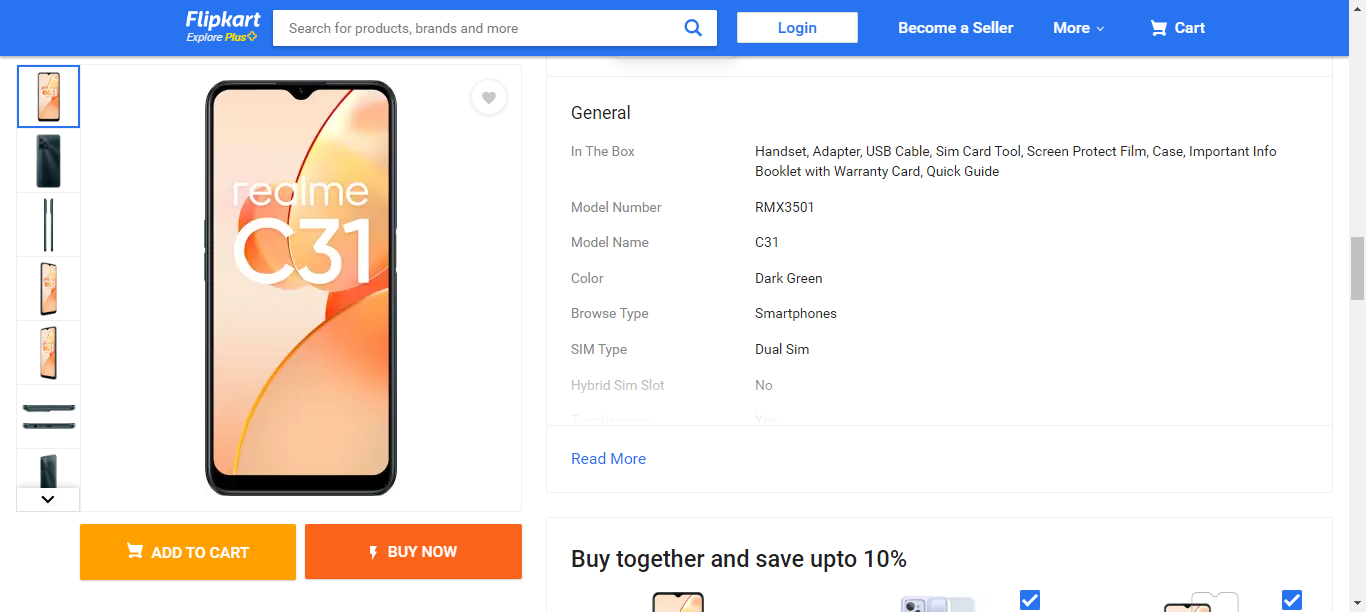 Flipkart
Explore Plus
Search for products, brands and more
Login
Become a Seller
More
Cart
realme
C31
ADD TO CART
BUY NOW
General
In The Box
Handset, Adapter, USB Cable, Sim Card Tool, Screen Protect Film, Case, Important Info
Booklet with Warranty Card, Quick Guide
Model Number
RMX3501
Model Name
C31
Color
Dark Green
Browse Type
Smartphones
SIM Type
Dual Sim
Hybrid Sim Slot
No
Touchscreen
Yes
Read More
Buy together and save upto 10%